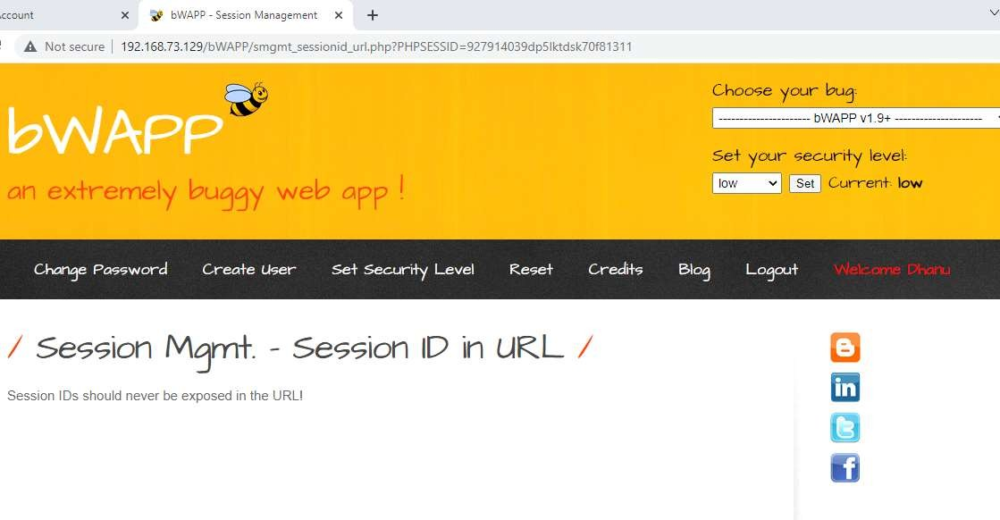 ccount
bWAPP - Session Management
Not secure
192.168.73.129/bWAPP/smgmt_sessionid_url.php?PHPSESSID=927914039dp5lktdsk70f81311
bWAPP
an extremely buggy web app !
Choose your bug:
---------------------- bWAPP v1.9+ ---------------------
Set your security level:
low Set Current: low
Change Password Create User Set Security Level Reset Credits Blog Logout Welcome Dhanu
/ Session Mgmt. - Session ID in URL /
Session IDs should never be exposed in the URL!